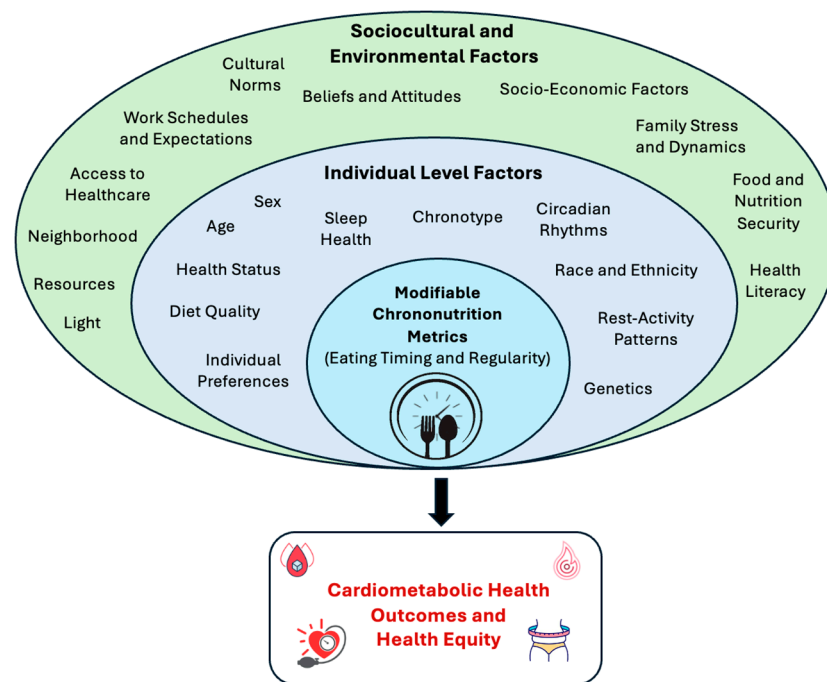 Sociocultural and
Environmental Factors
Cultural
Norms
Beliefs and Attitudes
Socio-Economic Factors
Work Schedules
and Expectations
Family Stress
and Dynamics
Access to
Healthcare
Food and
Nutrition
Security
Neighborhood
Health
Literacy
Resources
Light
Individual Level Factors
Sex
Age
Sleep
Health
Chronotype
Circadian
Rhythms
Health Status
Race and Ethnicity
Diet Quality
Rest-Activity
Patterns
Individual
Preferences
Genetics
Modifiable
Chrononutrition
Metrics
(Eating Timing and Regularity)
Cardiometabolic Health
Outcomes and
Health Equity